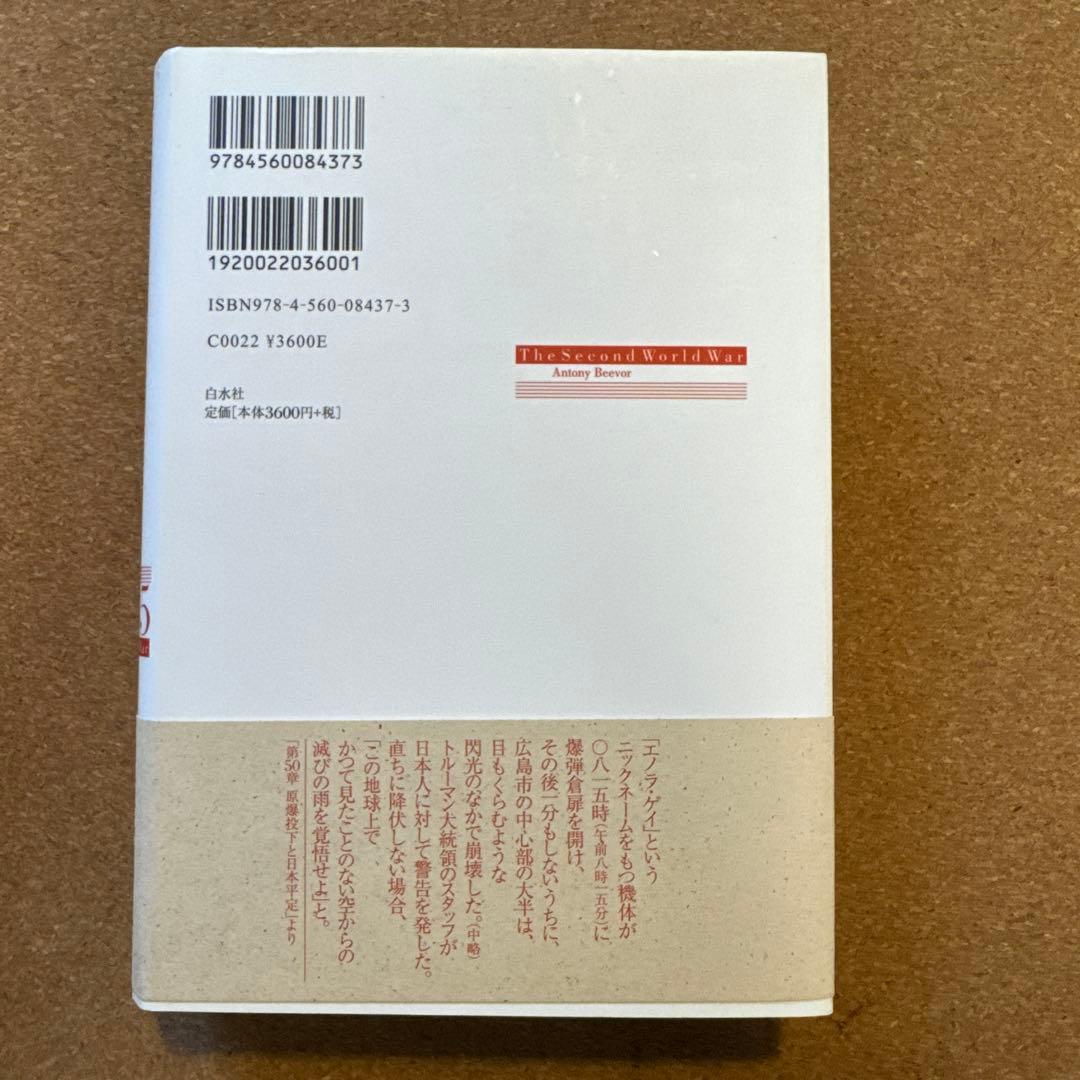 9784560084373
1920022036001
ISBN978-4-560-08437-3
C0022 ¥3600E
白水社
定価[本体3600円+税]
The Second World War
Antony Beevor
「エノラ・ゲイ」という
ニックネームをもつ機体が
〇八一五時(午前八時一五分)に
爆弾倉扉を開け、
その後一分もしないうちに、
広島市の中心部の大半は、
目もくらむような
閃光のなかで崩壊した。(中略)
トルーマン大統領のスタッフが
日本人に対して警告を発した。
直ちに降伏しない場合、
「この地球上で
かつて見たことのない空からの
滅びの雨を覚悟せよ」と。
「第50章 原爆投下と日本平定」より